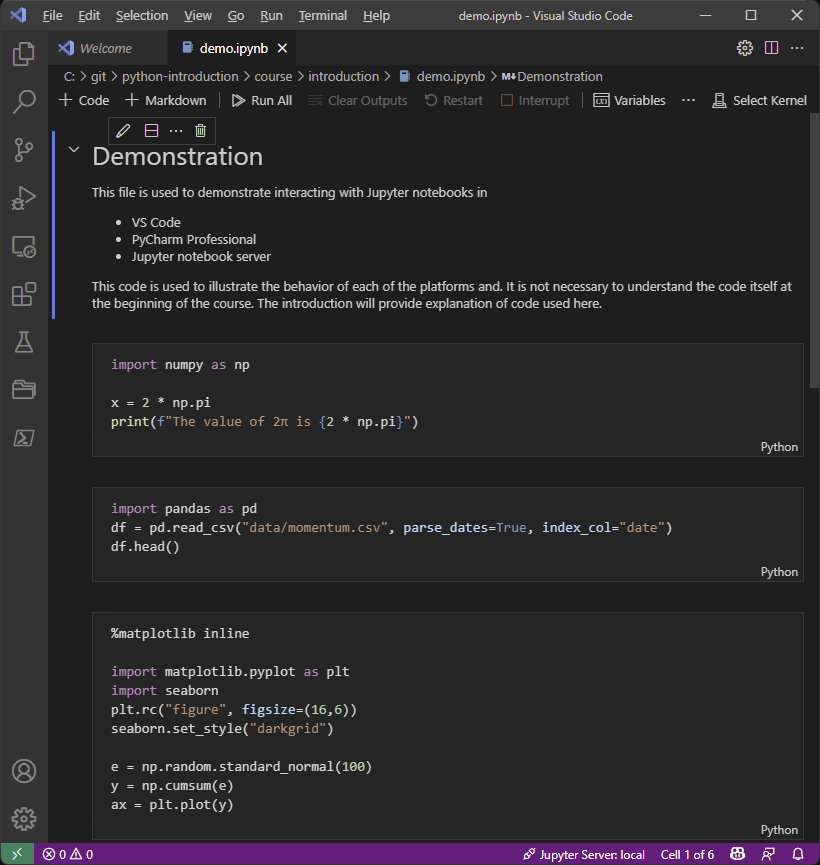 File Edit Selection View Go Run Terminal Help demo.ipynb - Visual Studio Code
Welcome demo.ipynb
C: > git > python-introduction > course > introduction > demo.ipynb > M↓Demonstration
+ Code + Markdown Run All Clear Outputs Restart Interrupt Variables ··· Select Kernel
Demonstration
This file is used to demonstrate interacting with Jupyter notebooks in
• VS Code
• PyCharm Professional
• Jupyter notebook server
This code is used to illustrate the behavior of each of the platforms and. It is not necessary to understand the code itself at
the beginning of the course. The introduction will provide explanation of code used here.
import numpy as np
x = 2 * np.pi
print(f"The value of 2π is {2 * np.pi}")
Python
import pandas as pd
df = pd.read_csv("data/momentum.csv", parse_dates=True, index_col="date")
df.head()
Python
%matplotlib inline
import matplotlib.pyplot as plt
import seaborn
plt.rc("figure", figsize=(16,6))
seaborn.set_style("darkgrid")
e = np.random.standard_normal(100)
y = np.cumsum(e)
ax = plt.plot(y)
Python
0 0 Jupyter Server: local Cell 1 of 6